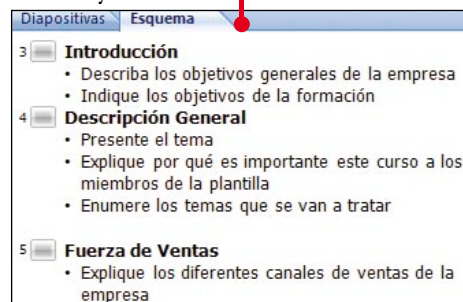 Diapositivas Esquema
3 Introducción
• Describa los objetivos generales de la empresa
• Indique los objetivos de la formación
4 Descripción General
• Presente el tema
• Explique por qué es importante este curso a los
miembros de la plantilla
• Enumere los temas que se van a tratar
5 Fuerza de Ventas
• Explique los diferentes canales de ventas de la
empresa